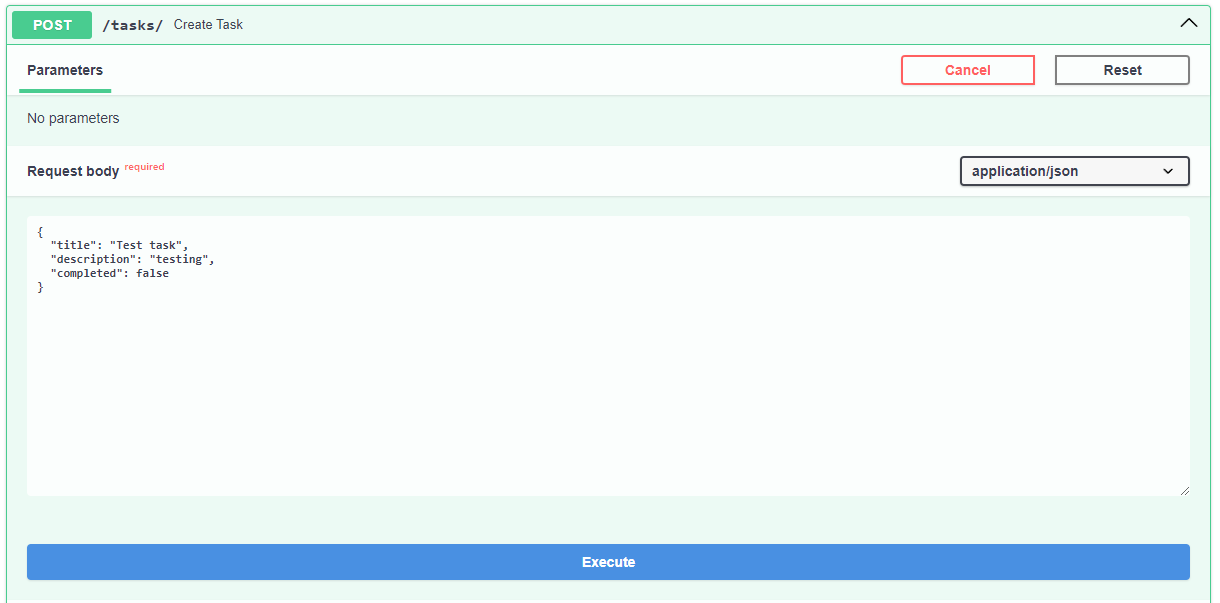 POST /tasks/ Create Task
Parameters Cancel Reset
No parameters
Request body required application/json
{
  "title": "Test task",
  "description": "testing",
  "completed": false
}
Execute